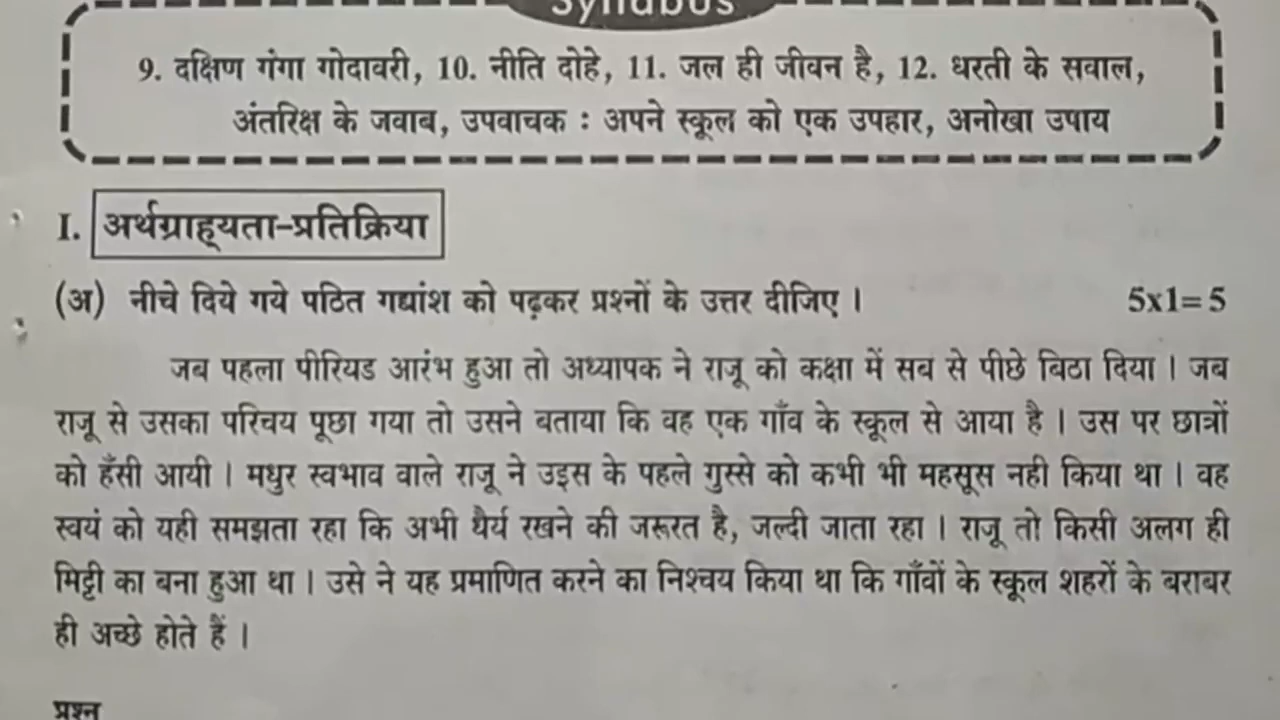 Syllabus
9. दक्षिण गंगा गोदावरी, 10. नीति दोहे, 11. जल ही जीवन है, 12. धरती के सवाल,
अंतरिक्ष के जवाब, उपवाचक : अपने स्कूल को एक उपहार, अनोखा उपाय
I. अर्थग्राह्यता-प्रतिक्रिया
(अ) नीचे दिये गये पठित गद्यांश को पढ़कर प्रश्नों के उत्तर दीजिए । 5x1= 5
जब पहला पीरियड आरंभ हुआ तो अध्यापक ने राजू को कक्षा में सब से पीछे बिठा दिया । जब
राजू से उसका परिचय पूछा गया तो उसने बताया कि वह एक गाँव के स्कूल से आया है । उस पर छात्रों
को हँसी आयी । मधुर स्वभाव वाले राजू ने उइस के पहले गुस्से को कभी भी महसूस नही किया था । वह
स्वयं को यही समझता रहा कि अभी धैर्य रखने की जरूरत है, जल्दी जाता रहा । राजू तो किसी अलग ही
मिट्टी का बना हुआ था । उसे ने यह प्रमाणित करने का निश्चय किया था कि गाँवों के स्कूल शहरों के बराबर
ही अच्छे होते हैं ।
प्रश्न